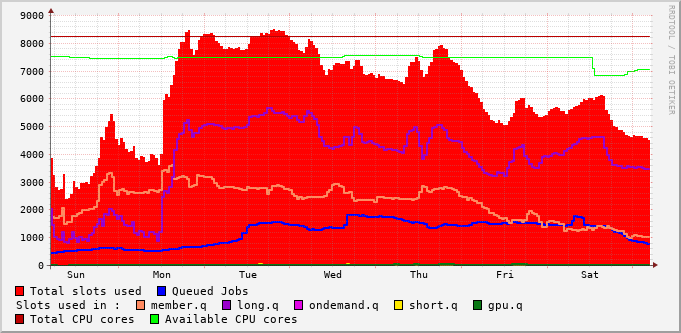 9000
8000
7000
6000
5000
4000
3000
2000
1000
0
Sun Mon Tue Wed Thu Fri Sat
RRDTOOL / TOBI OETIKER
Total slots used Queued Jobs
Slots used in : member.q long.q ondemand.q short.q gpu.q
Total CPU cores Available CPU cores